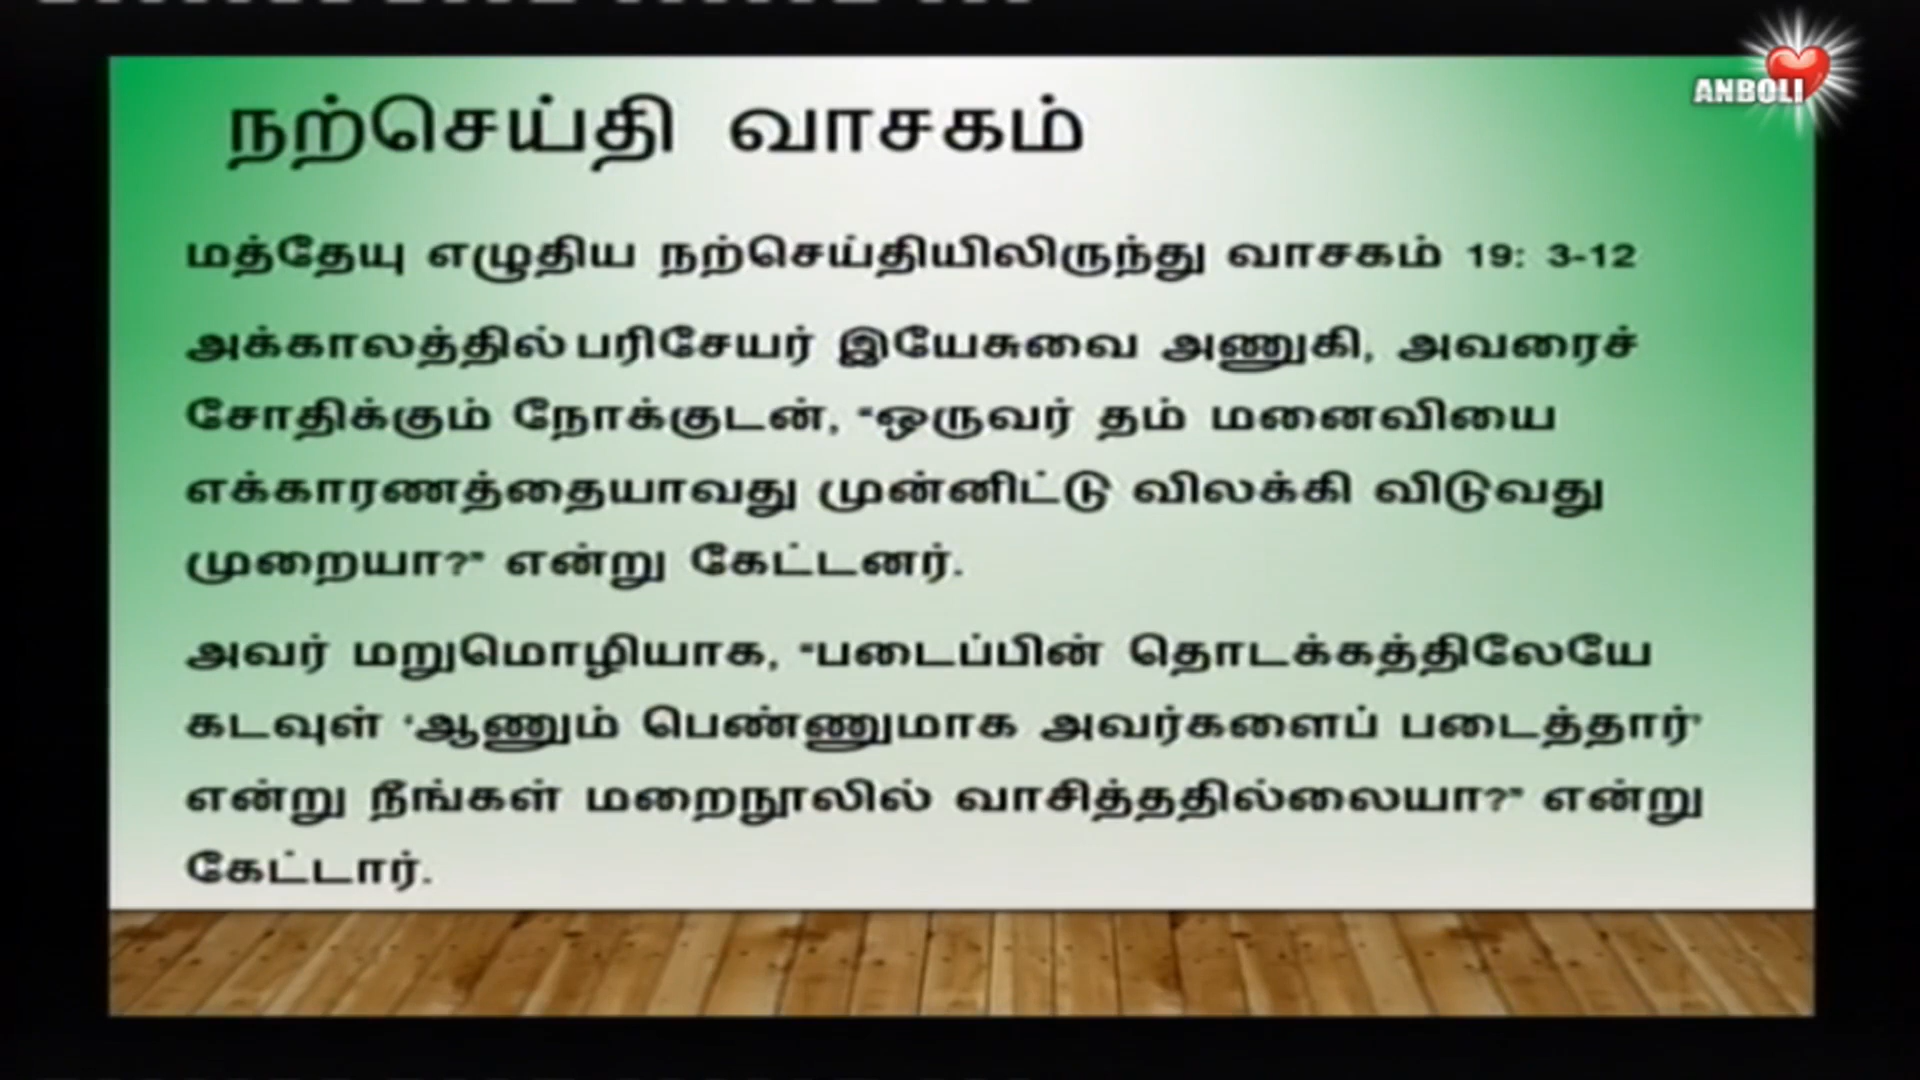 ANBOLI
நற்செய்தி வாசகம்
மத்தேயு எழுதிய நற்செய்தியிலிருந்து வாசகம் 19: 3-12
அக்காலத்தில் பரிசேயர் இயேசுவை அணுகி, அவரைச்
சோதிக்கும் நோக்குடன், “ஒருவர் தம் மனைவியை
எக்காரணத்தையாவது முன்னிட்டு விலக்கி விடுவது
முறையா?” என்று கேட்டனர்.
அவர் மறுமொழியாக, “படைப்பின் தொடக்கத்திலேயே
கடவுள் ‘ஆணும் பெண்ணுமாக அவர்களைப் படைத்தார்’
என்று நீங்கள் மறைநூலில் வாசித்ததில்லையா?” என்று
கேட்டார்.